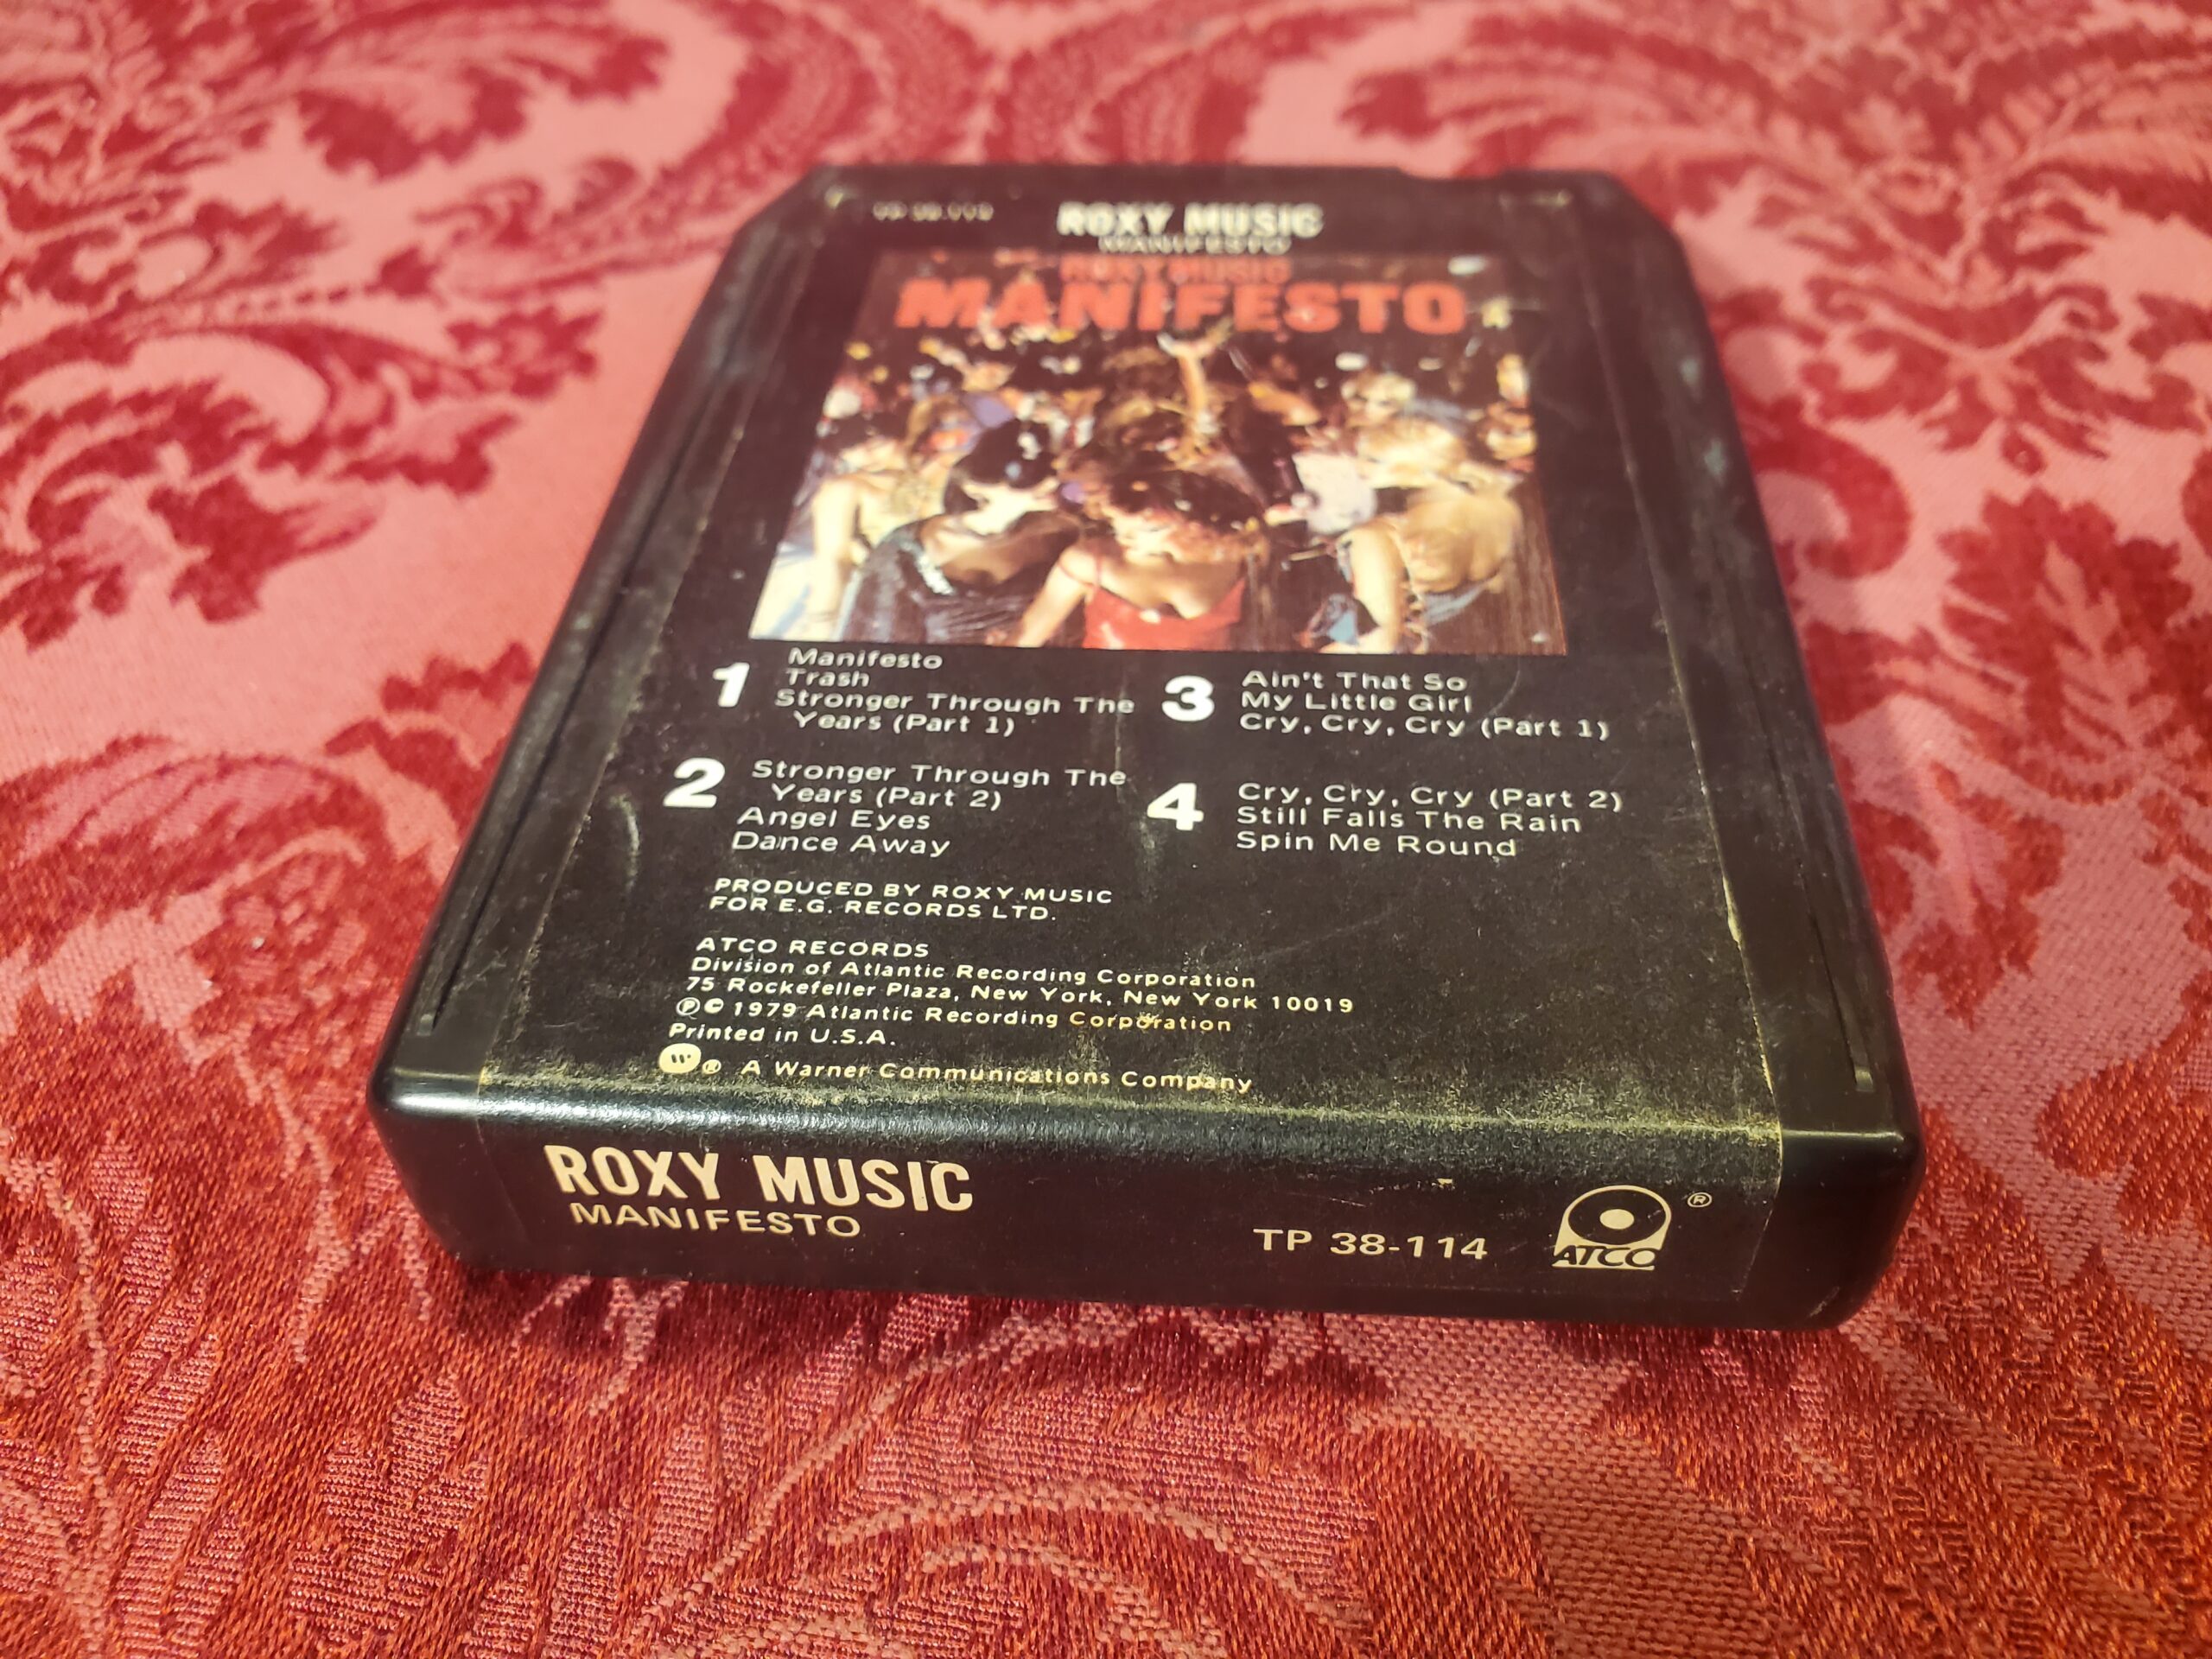 TP 38-114
ROXY MUSIC
MANIFESTO
ROXY MUSIC
MANIFESTO
1
Manifesto
Trash
Stronger Through The
Years (Part 1)
2
Stronger Through The
Years (Part 2)
Angel Eyes
Dance Away
3
Ain't That So
My Little Girl
Cry, Cry, Cry (Part 1)
4
Cry, Cry, Cry (Part 2)
Still Falls The Rain
Spin Me Round
PRODUCED BY ROXY MUSIC
FOR E.G. RECORDS LTD.
ATCO RECORDS
Division of Atlantic Recording Corporation
75 Rockefeller Plaza, New York, New York 10019
℗© 1979 Atlantic Recording Corporation
Printed in U.S.A.
® A Warner Communications Company
ROXY MUSIC
MANIFESTO
TP 38-114
ATCO ®